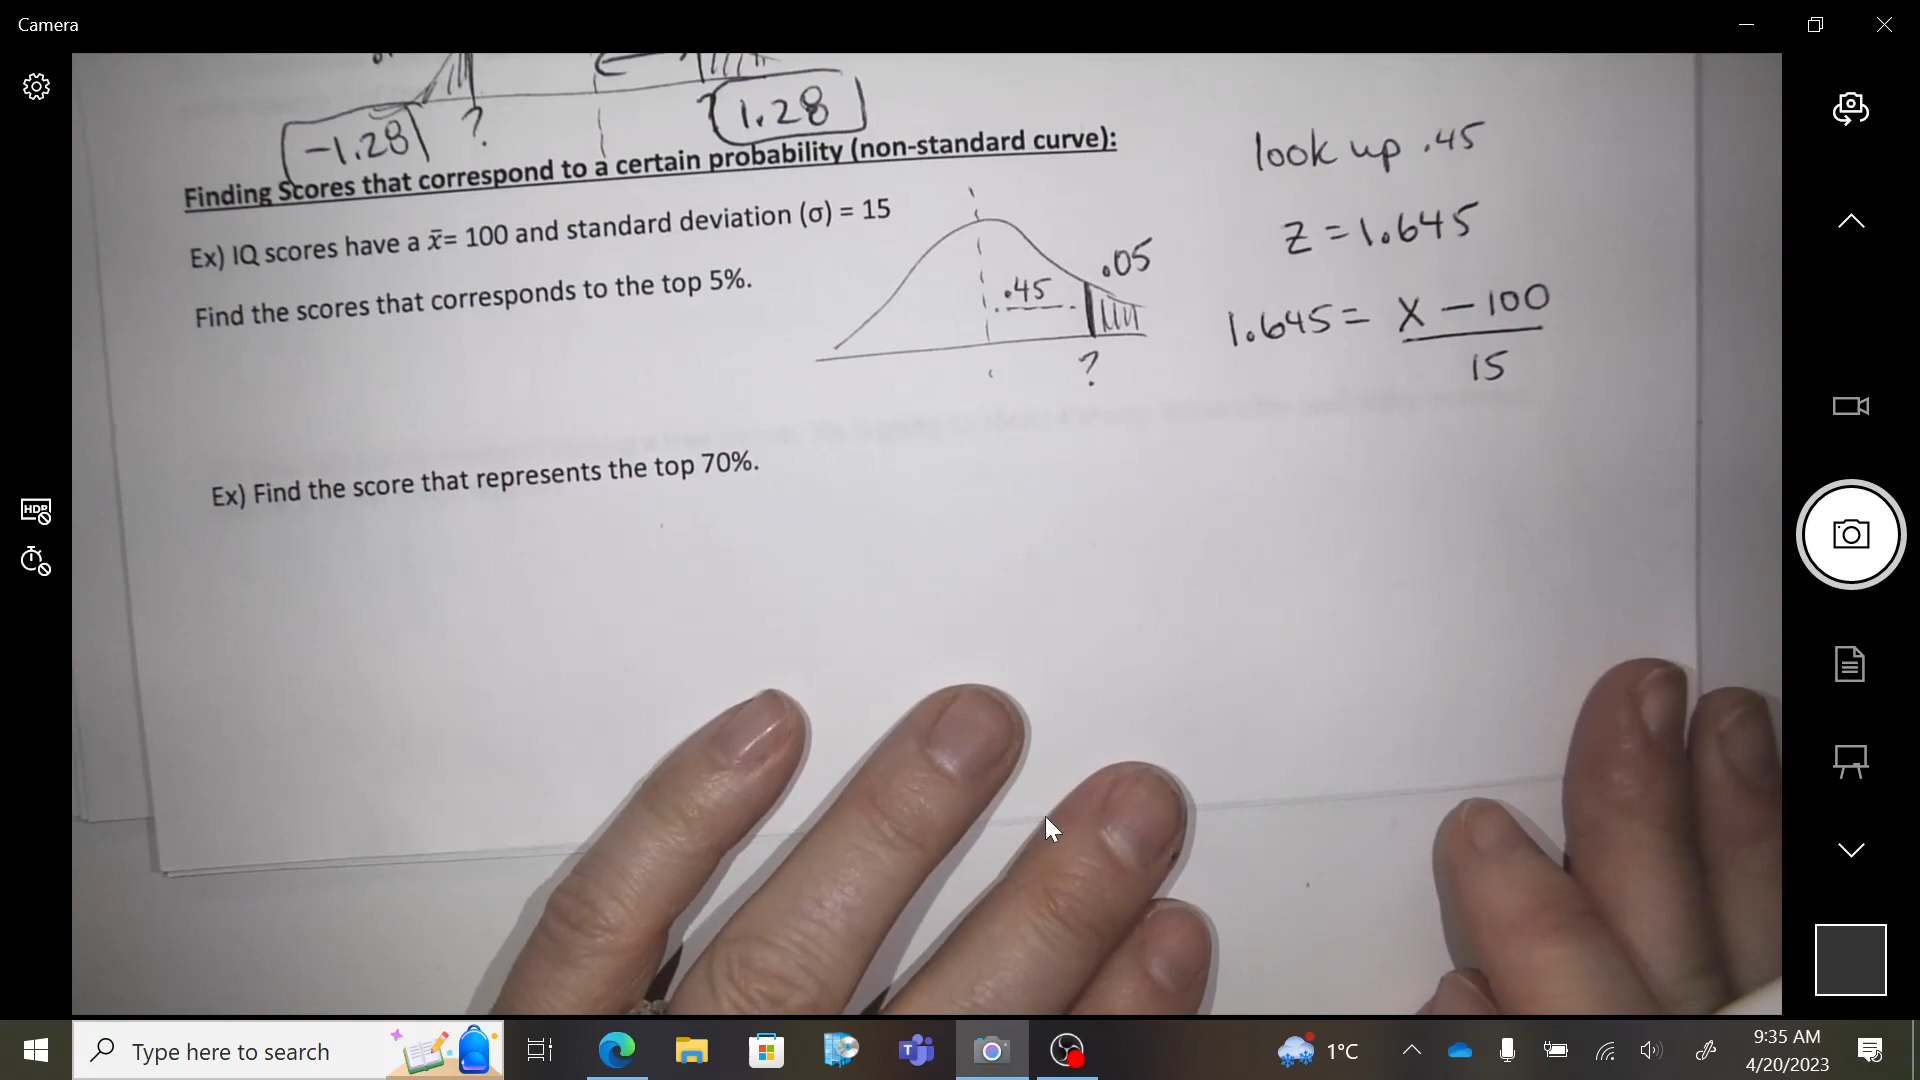 Camera
-1.28
?
1.28
Finding Scores that correspond to a certain probability (non-standard curve):
Ex) IQ scores have a x̄= 100 and standard deviation (σ) = 15
Find the scores that corresponds to the top 5%.
.45
.05
?
look up .45
z = 1.645
1.645 = x - 100
15
Ex) Find the score that represents the top 70%.
HDR
Type here to search
1°C
9:35 AM
4/20/2023